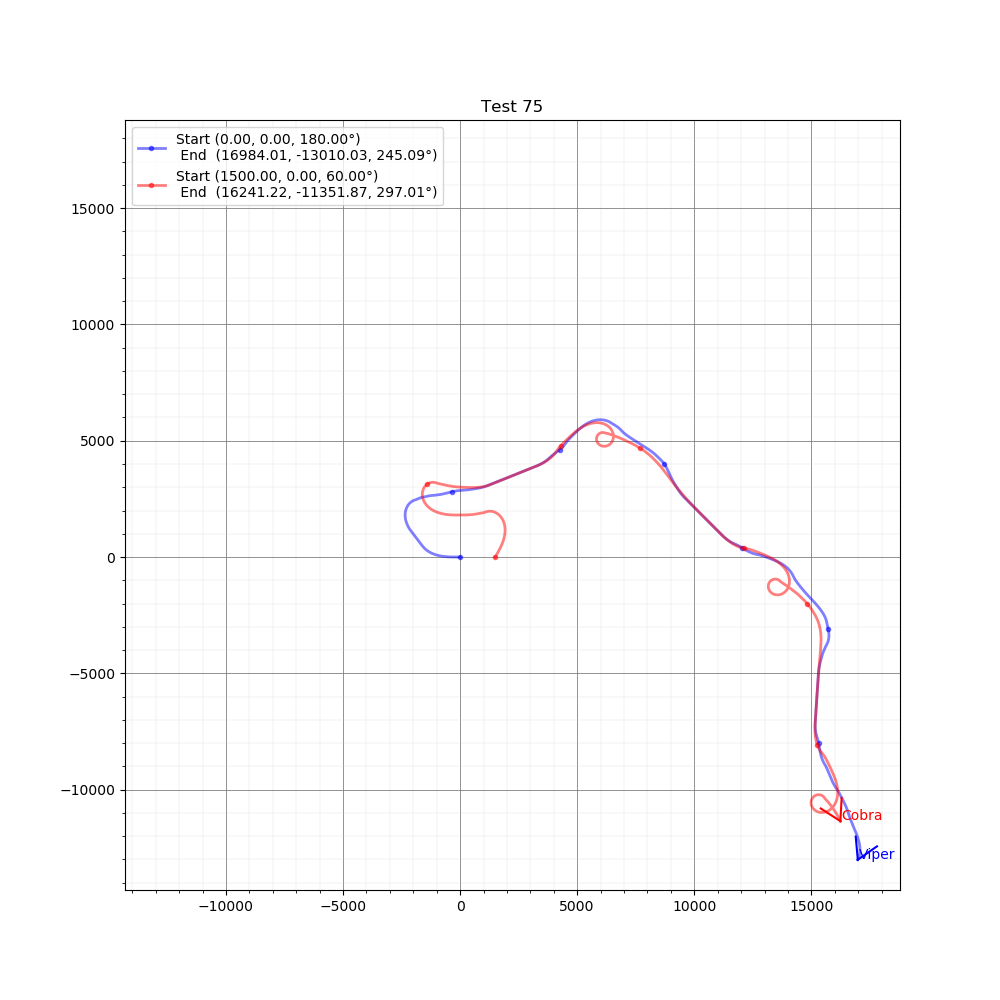 Test 75
Start (0.00, 0.00, 180.00°)
End (16984.01, -13010.03, 245.09°)
Start (1500.00, 0.00, 60.00°)
End (16241.22, -11351.87, 297.01°)
15000
10000
5000
0
−5000
−10000
Cobra
Viper
−10000 −5000 0 5000 10000 15000